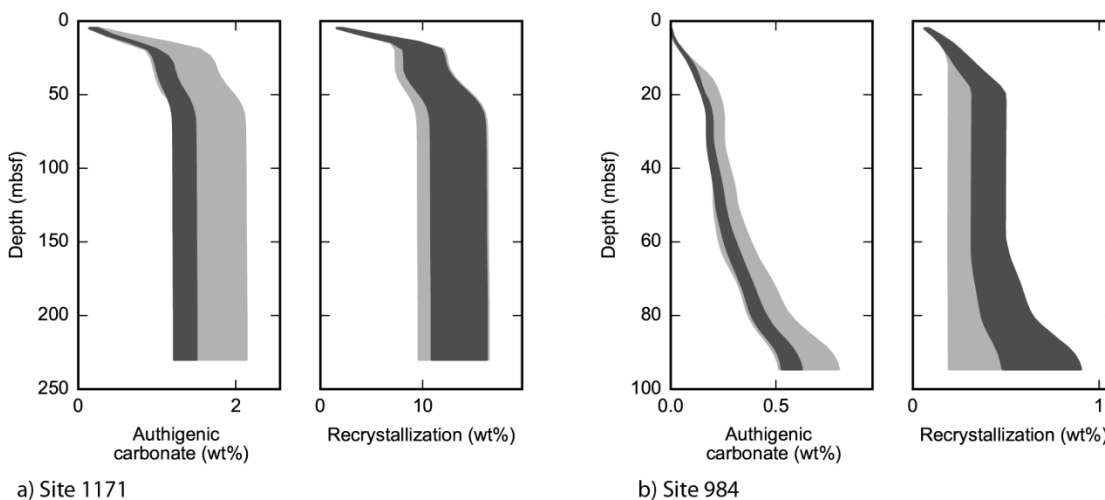 0
50
100
150
200
250
Depth (mbsf)
0
2
Authigenic
carbonate (wt%)
0
10
Recrystallization (wt%)
a) Site 1171
0
20
40
60
80
100
Depth (mbsf)
0.0
0.5
Authigenic
carbonate (wt%)
0
1
Recrystallization (wt%)
b) Site 984